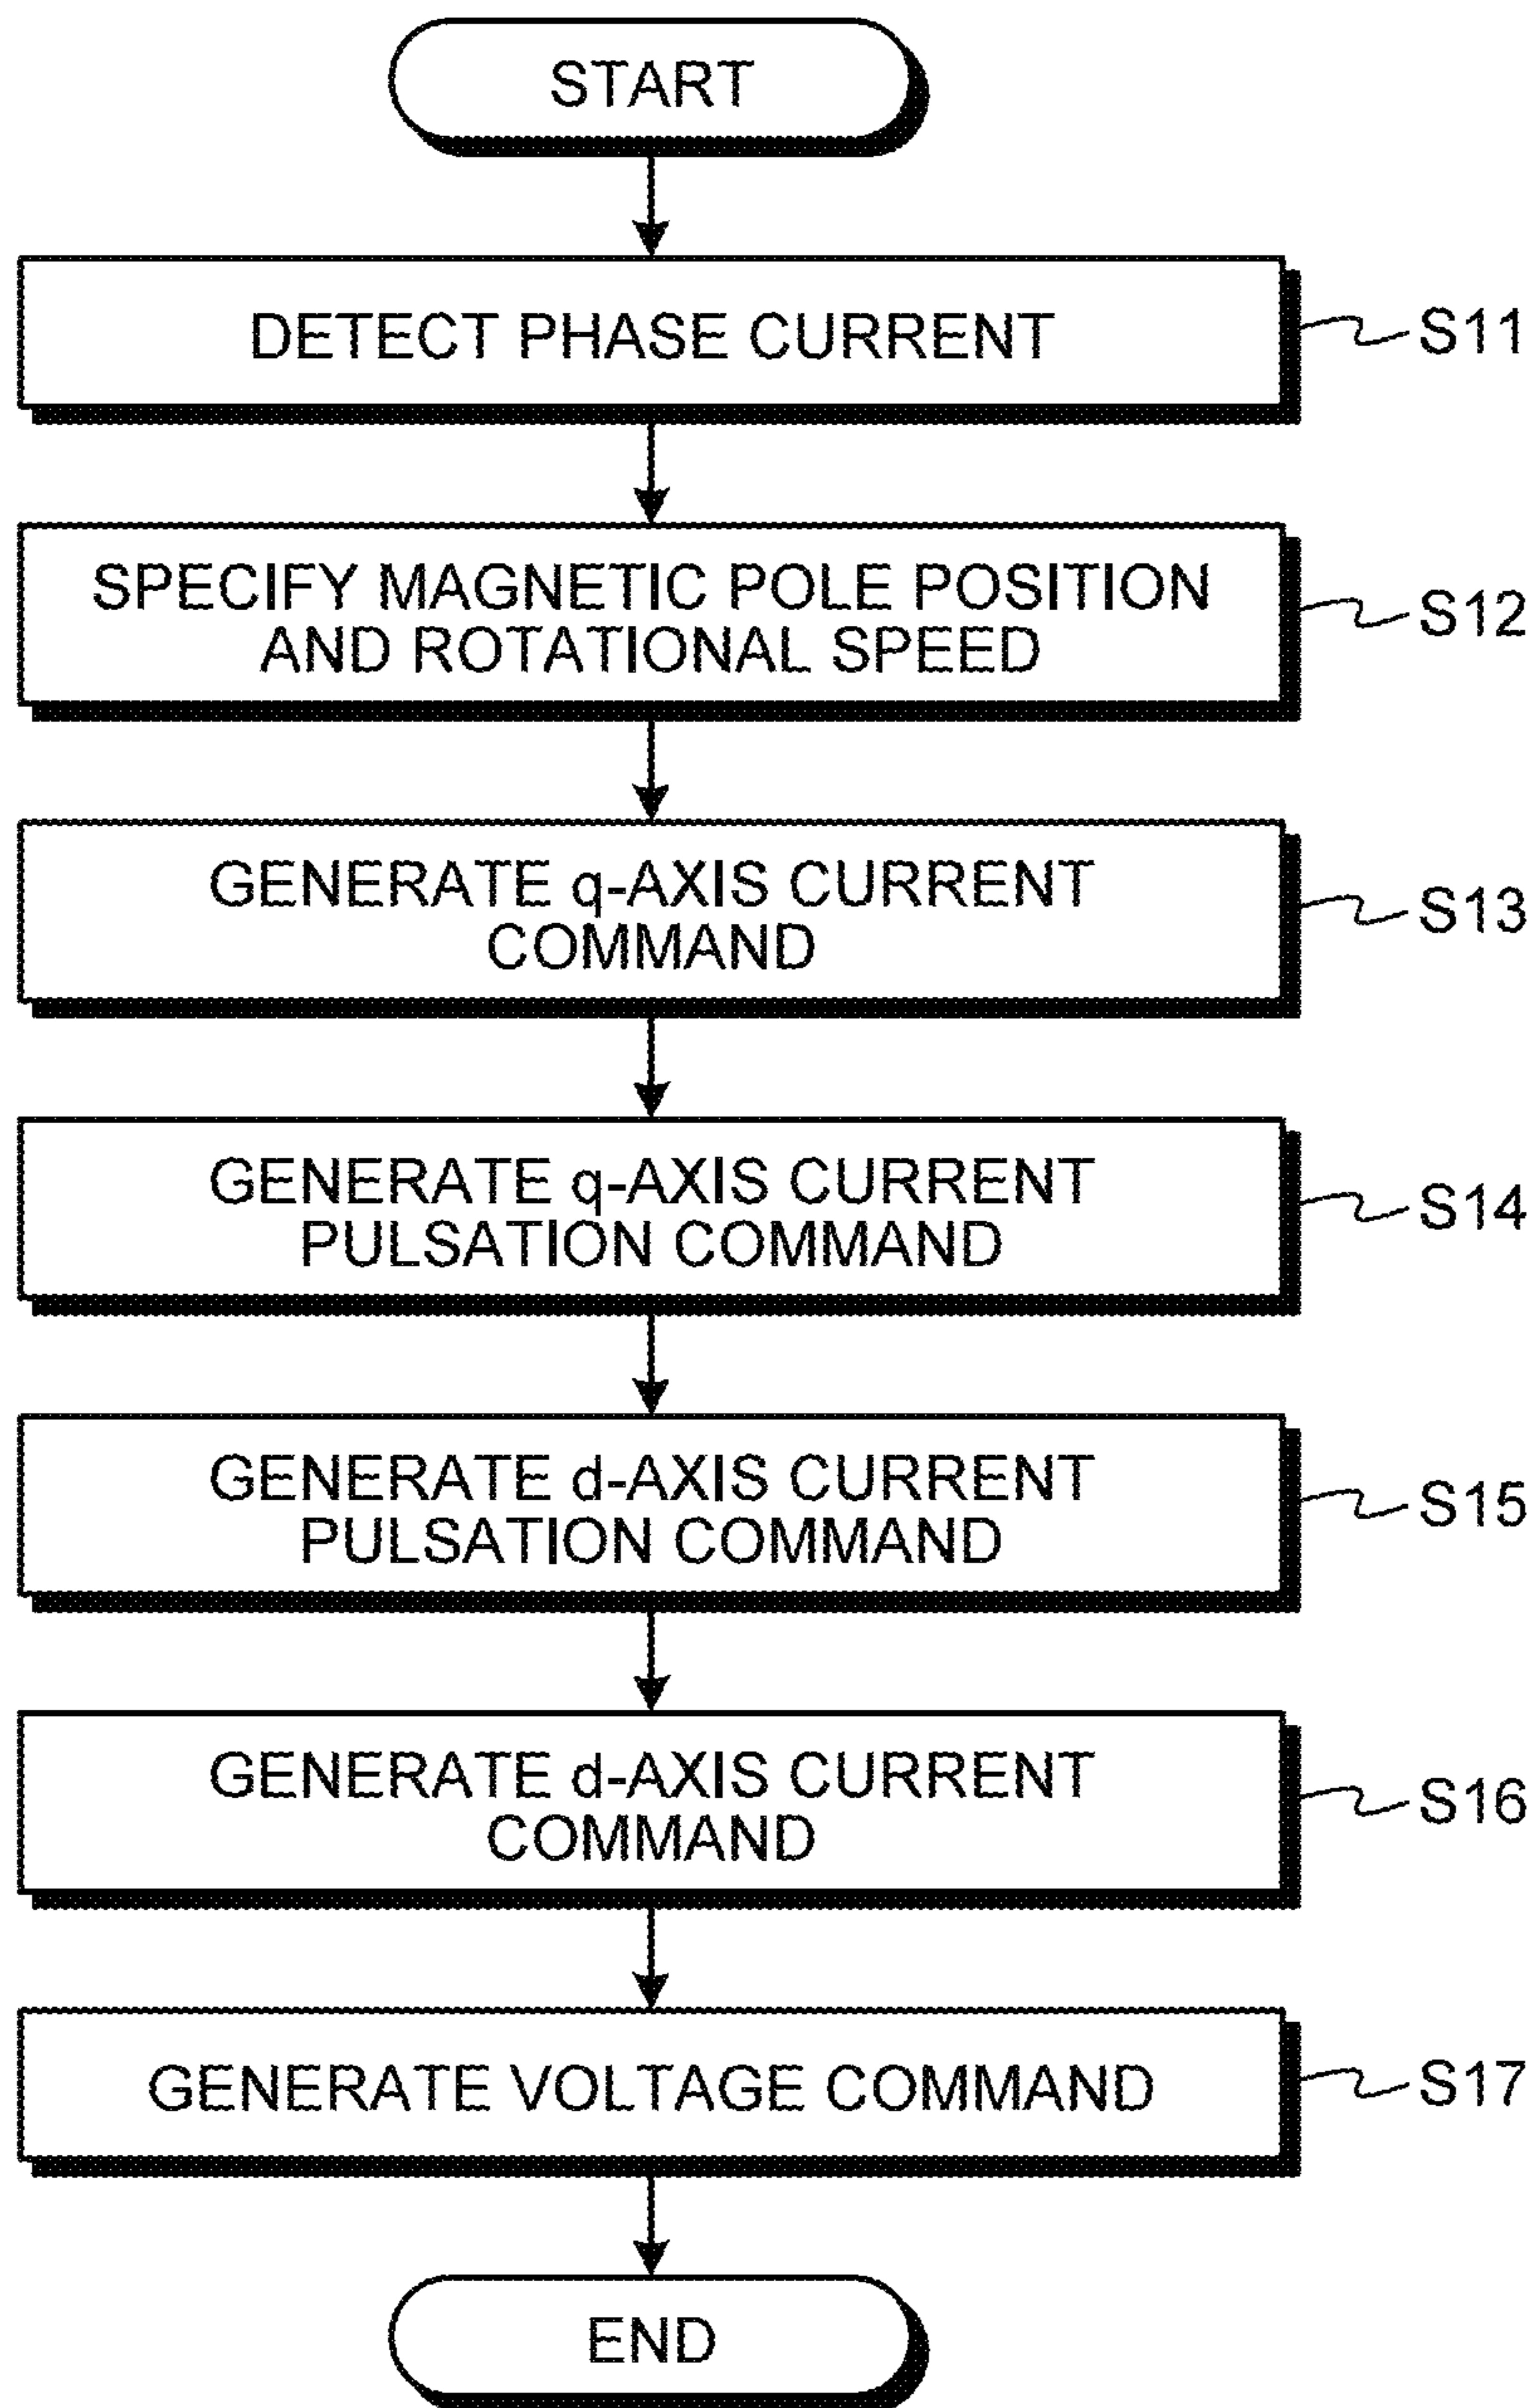 START
DETECT PHASE CURRENT
S11
SPECIFY MAGNETIC POLE POSITION
AND ROTATIONAL SPEED
S12
GENERATE q-AXIS CURRENT
COMMAND
S13
GENERATE q-AXIS CURRENT
PULSATION COMMAND
S14
GENERATE d-AXIS CURRENT
PULSATION COMMAND
S15
GENERATE d-AXIS CURRENT
COMMAND
S16
GENERATE VOLTAGE COMMAND
S17
END